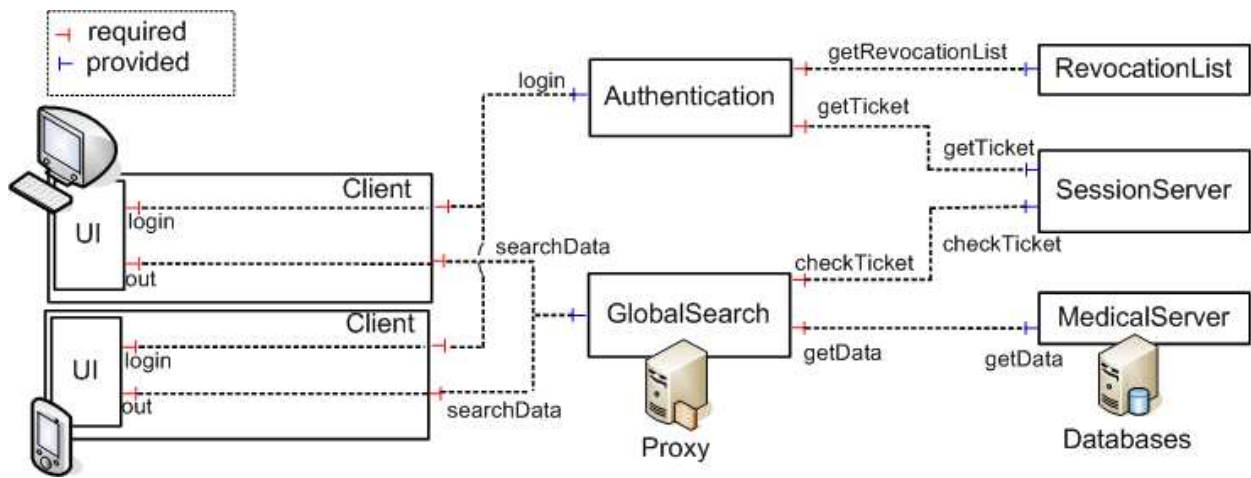 required
provided
login
Authentication
getRevocationList
RevocationList
getTicket
getTicket
SessionServer
checkTicket
Client
UI
login
out
searchData
checkTicket
GlobalSearch
getData
MedicalServer
getData
Client
UI
login
out
searchData
Proxy
Databases